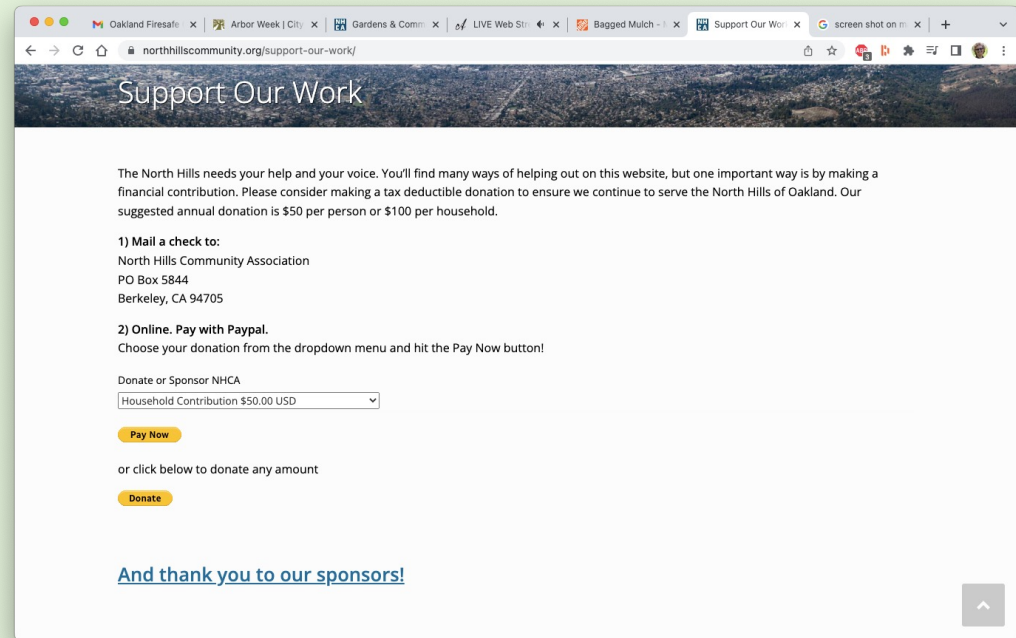 Oakland Firesafe
Arbor Week | City
Gardens & Comm
LIVE Web Stre
Bagged Mulch -
Support Our Wor
screen shot on m
northhillscommunity.org/support-our-work/
ABP
3
Support Our Work
The North Hills needs your help and your voice. You'll find many ways of helping out on this website, but one important way is by making a
financial contribution. Please consider making a tax deductible donation to ensure we continue to serve the North Hills of Oakland. Our
suggested annual donation is $50 per person or $100 per household.
1) Mail a check to:
North Hills Community Association
PO Box 5844
Berkeley, CA 94705
2) Online. Pay with Paypal.
Choose your donation from the dropdown menu and hit the Pay Now button!
Donate or Sponsor NHCA
Household Contribution $50.00 USD
Pay Now
or click below to donate any amount
Donate
And thank you to our sponsors!